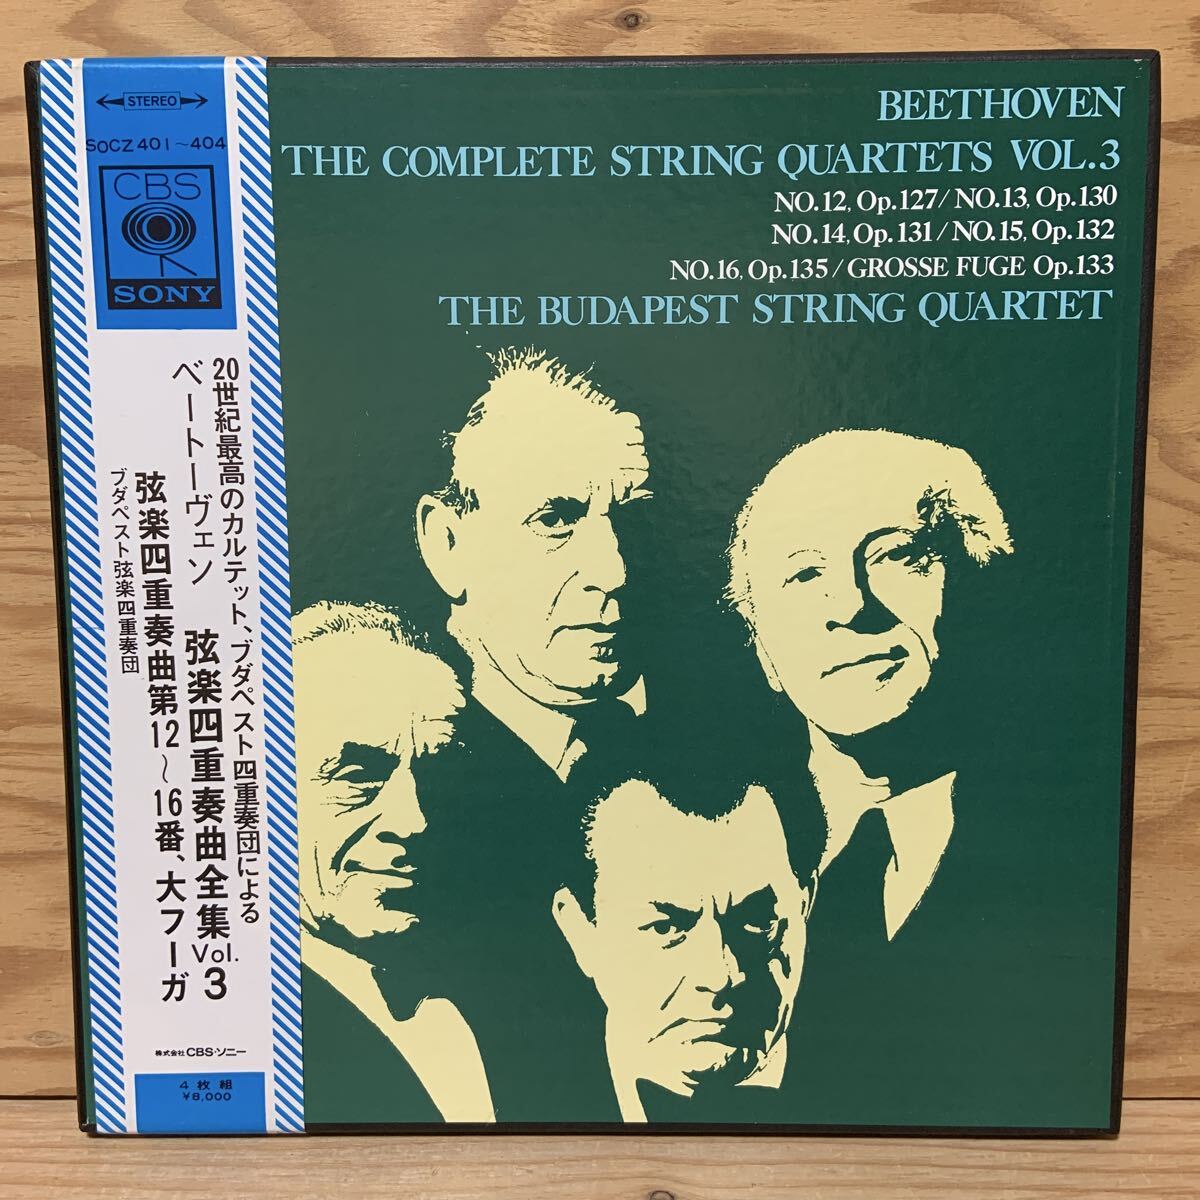 STEREO
SOCZ 401~404
CBS
SONY
20世紀最高のカルテット、ブダペスト四重奏団による
ベートーヴェン 弦楽四重奏曲全集 Vol. 3
弦楽四重奏曲第12~16番、大フーガ
ブダペスト弦楽四重奏団
株式会社 CBS・ソニー
4枚組
¥8,000
BEETHOVEN
THE COMPLETE STRING QUARTETS VOL.3
NO.12, Op.127/NO.13, Op.130
NO.14, Op.131/NO.15, Op.132
NO.16, Op.135/GROSSE FUGE Op.133
THE BUDAPEST STRING QUARTET